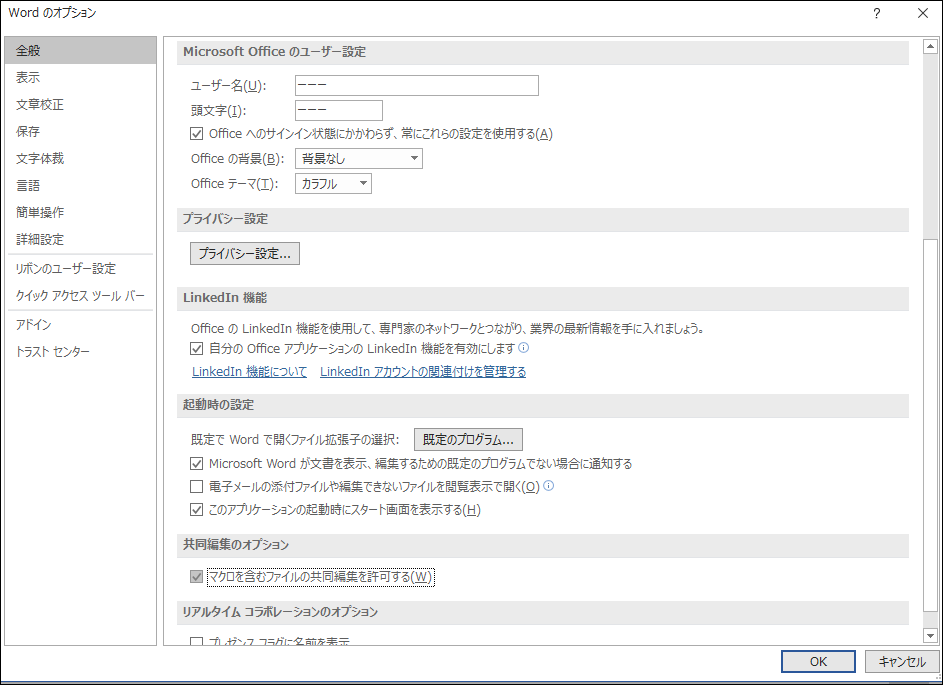 Word のオプション
?
全般
表示
文章校正
保存
文字体裁
言語
簡単操作
詳細設定
リボンのユーザー設定
クイック アクセス ツール バー
アドイン
トラスト センター
Microsoft Office のユーザー設定
ユーザー名(U): ーーー
頭文字(I): ーーー
Office へのサインイン状態にかかわらず、常にこれらの設定を使用する(A)
Office の背景(B): 背景なし
Office テーマ(T): カラフル
プライバシー設定
プライバシー設定...
LinkedIn 機能
Office の LinkedIn 機能を使用して、専門家のネットワークとつながり、業界の最新情報を手に入れましょう。
自分の Office アプリケーションの LinkedIn 機能を有効にします
LinkedIn 機能について LinkedIn アカウントの関連付けを管理する
起動時の設定
既定で Word で開くファイル拡張子の選択: 既定のプログラム...
Microsoft Word が文書を表示、編集するための既定のプログラムでない場合に通知する
電子メールの添付ファイルや編集できないファイルを閲覧表示で開く(O)
このアプリケーションの起動時にスタート画面を表示する(H)
共同編集のオプション
マクロを含むファイルの共同編集を許可する(W)
リアルタイム コラボレーションのオプション
プレゼンス フラグに名前を表示
OK キャンセル